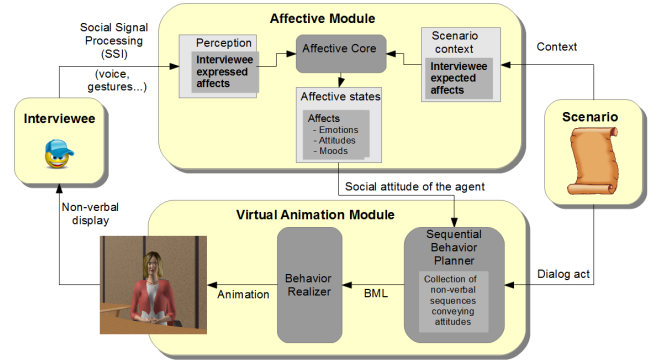 Affective Module
Social Signal
Processing
(SSI)
(voice,
gestures...)
Perception
Interviewee
expressed
affects
Affective Core
Scenario
context
Interviewee
expected
affects
Context
Affective states
Affects
- Emotions
- Attitudes
- Moods
Interviewee
Scenario
Social attitude of the agent
Non-verbal
display
Virtual Animation Module
Sequential
Behavior
Planner
Collection of
non-verbal
sequences
conveying
attitudes
Behavior
Realizer
Dialog act
BML
Animation